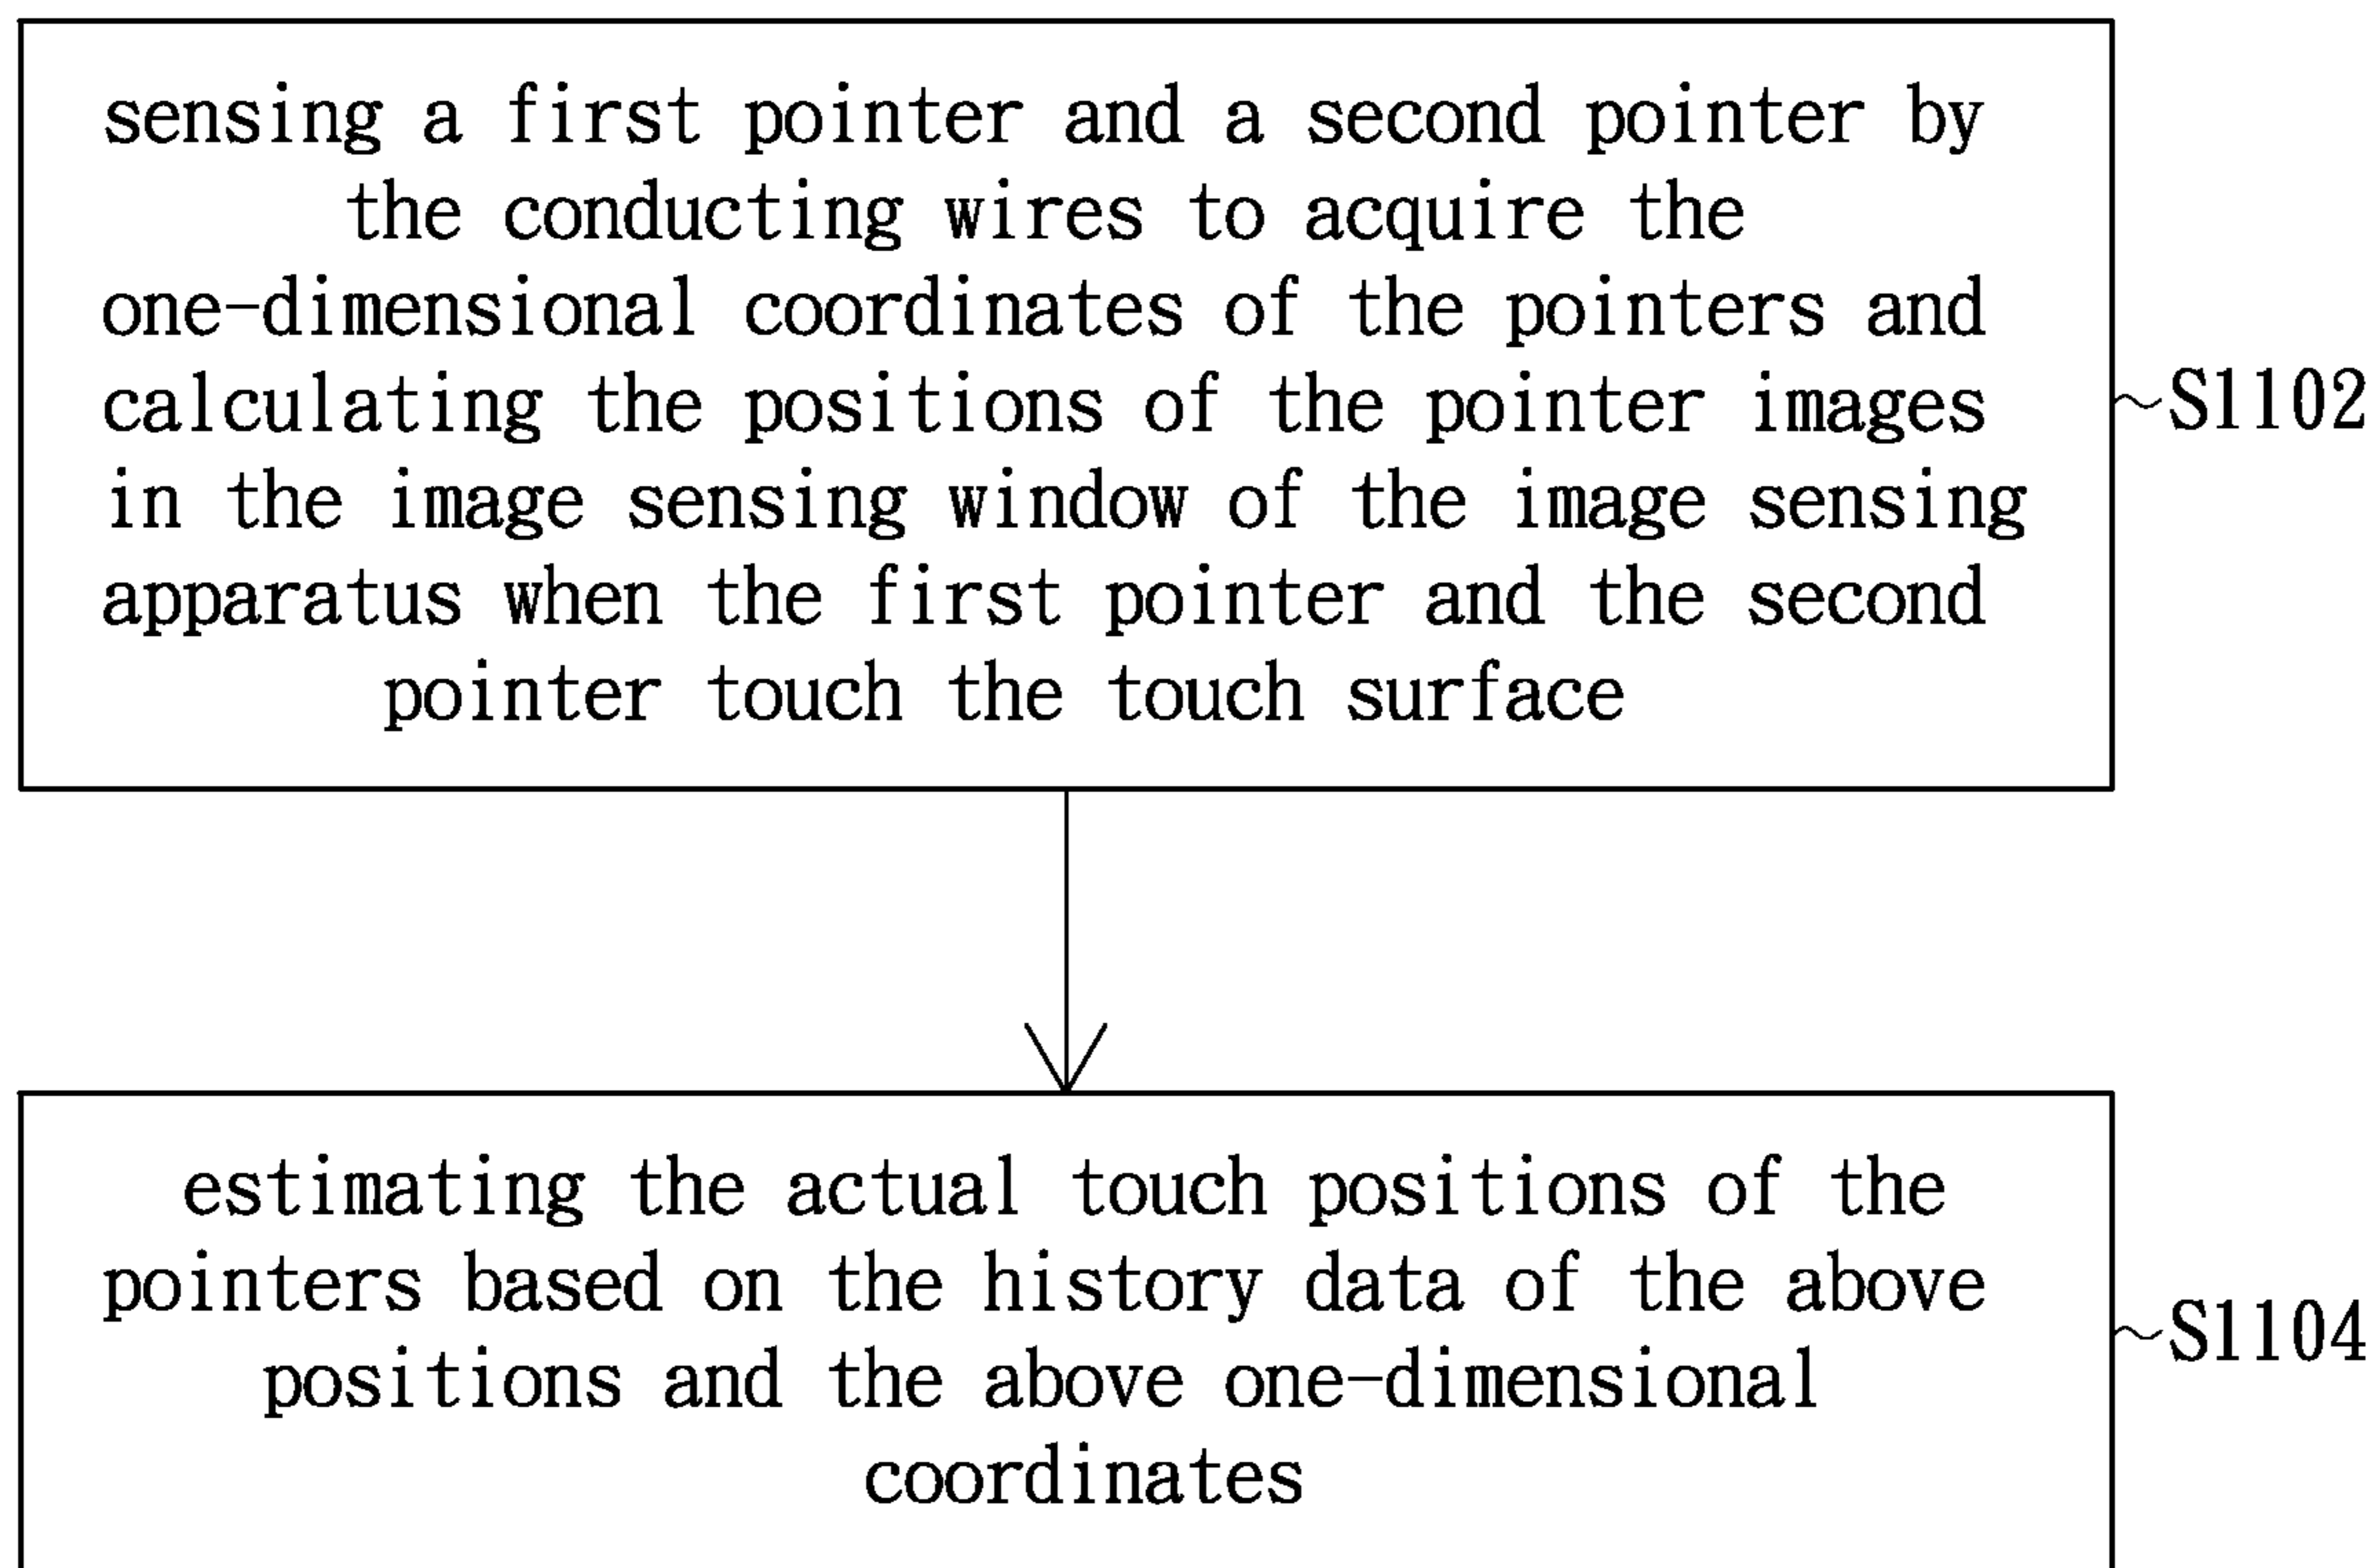 sensing a first pointer and a second pointer by
the conducting wires to acquire the
one-dimensional coordinates of the pointers and
calculating the positions of the pointer images
in the image sensing window of the image sensing
apparatus when the first pointer and the second
pointer touch the touch surface
S1102
estimating the actual touch positions of the
pointers based on the history data of the above
positions and the above one-dimensional
coordinates
S1104